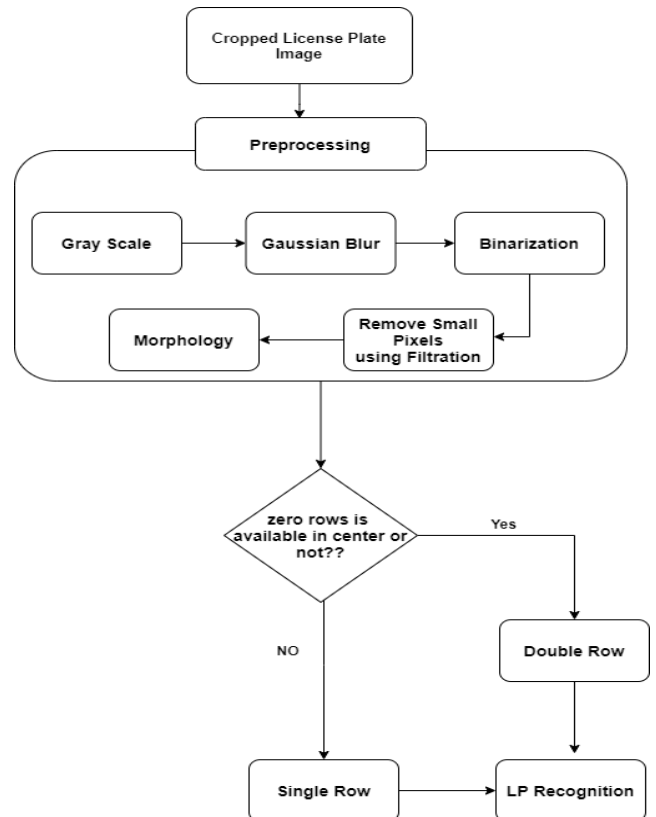 Cropped License Plate
Image
Preprocessing
Gray Scale
Gaussian Blur
Binarization
Morphology
Remove Small
Pixels
using Filtration
zero rows is
available in center or
not??
Yes
NO
Double Row
Single Row
LP Recognition